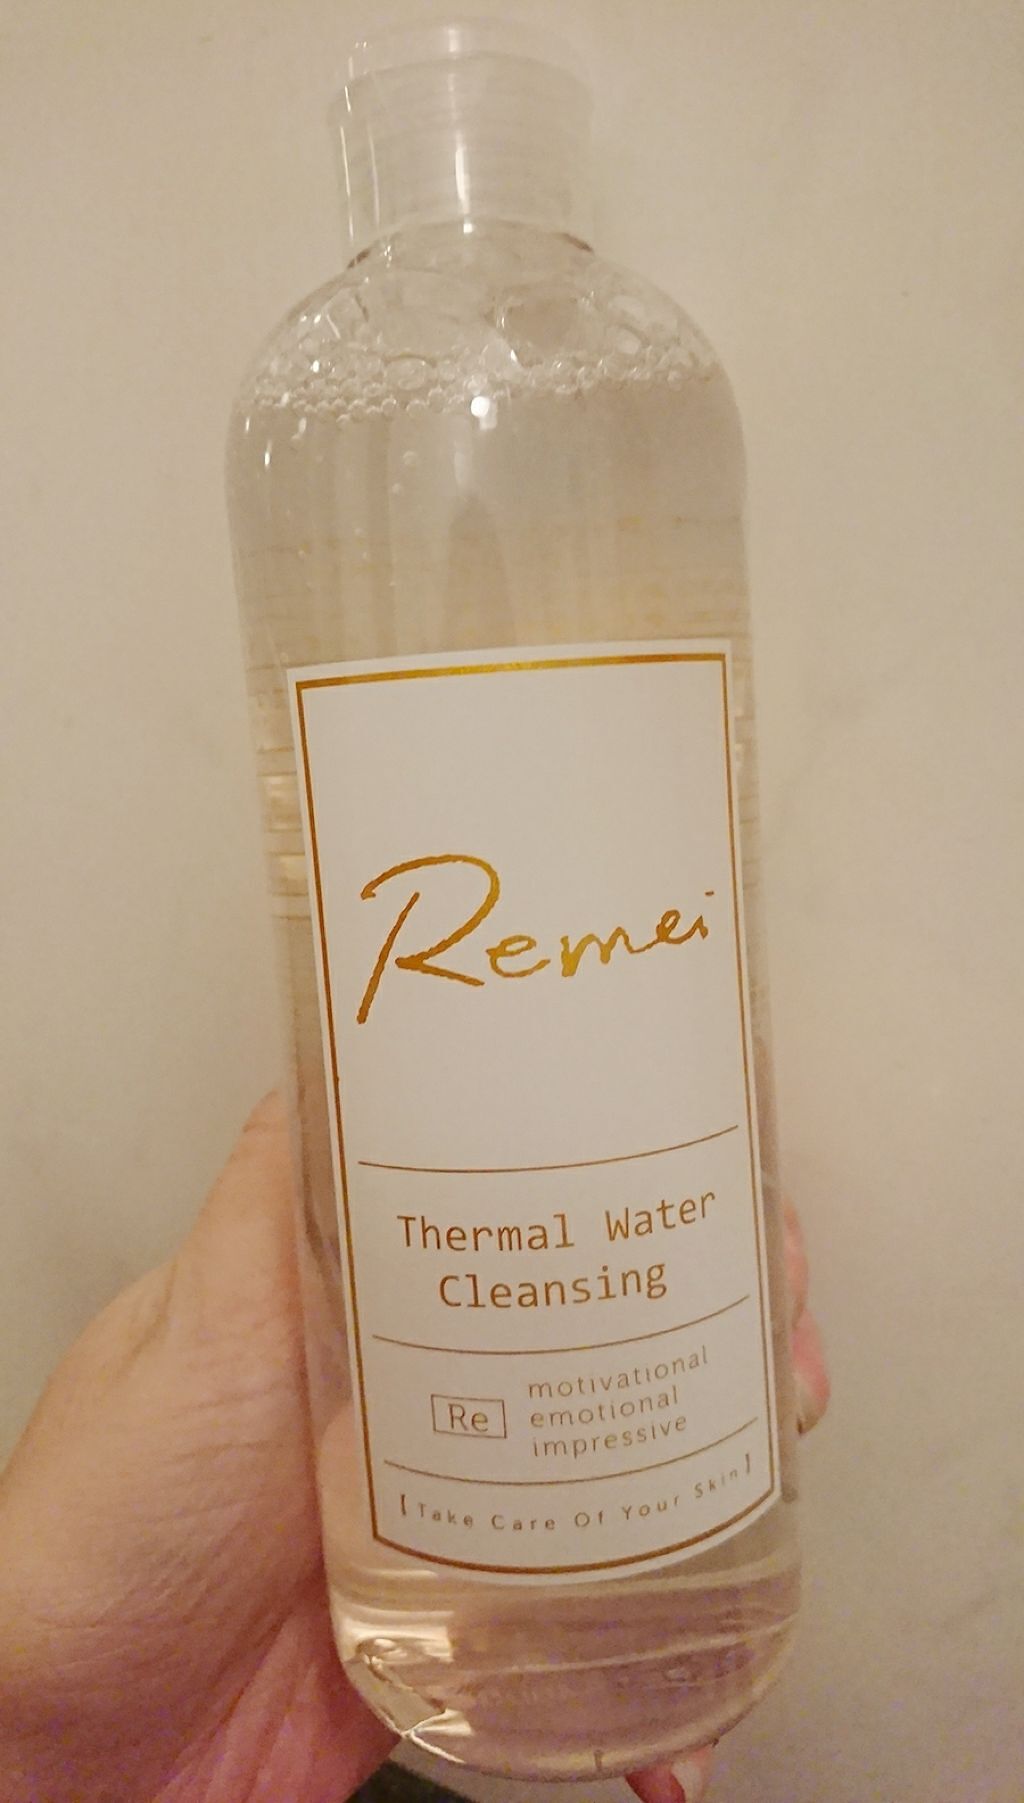 Remei
Thermal Water
Cleansing
Re
motivational
emotional
impressive
【Take Care Of Your Skin】